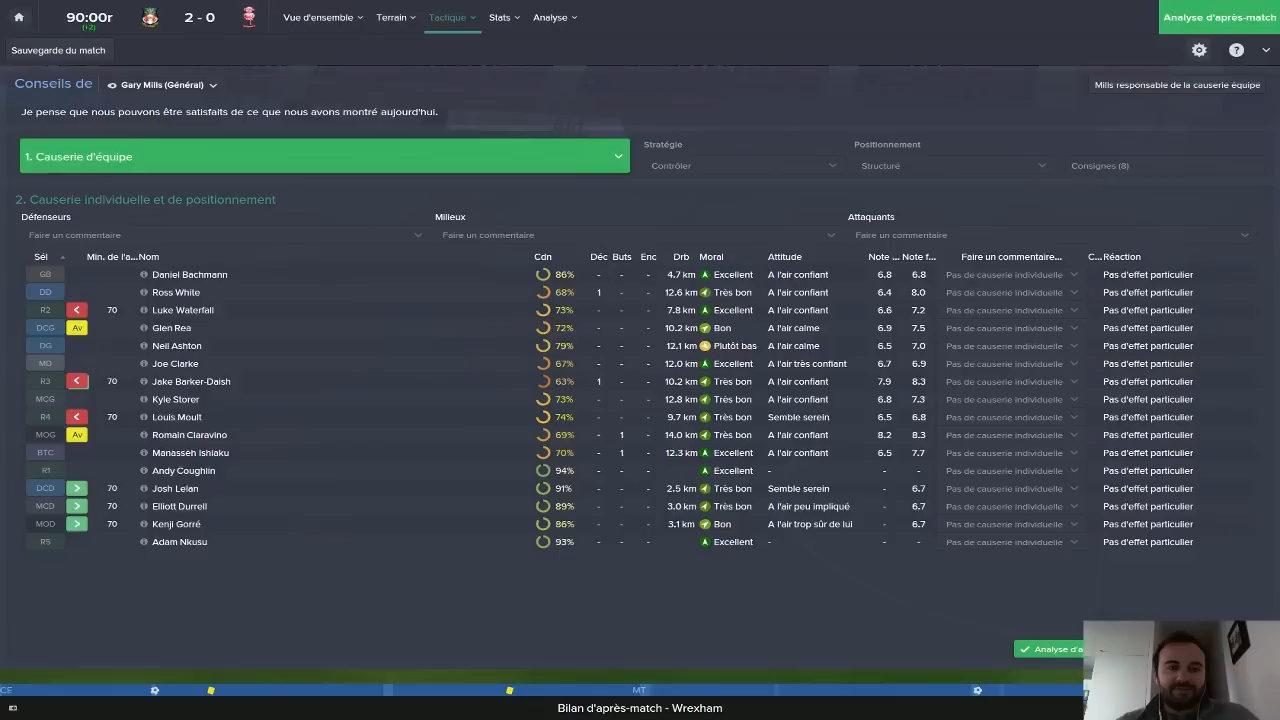 90:00r 2 - 0 Vue d'ensemble Terrain Tactique Stats Analyse Analyse d'après-match
(+2)
Sauvegarde du match
Conseils de Gary Mills (Général) Mills responsable de la causerie équipe
Je pense que nous pouvons être satisfaits de ce que nous avons montré aujourd'hui.
1. Causerie d'équipe
Stratégie Positionnement
Contrôler Structuré Consignes (8)
2. Causerie individuelle et de positionnement
Défenseurs Milieux Attaquants
Faire un commentaire Faire un commentaire Faire un commentaire
Sél Min. de l'a... Nom Cdn Déc Buts Enc Drb Moral Attitude Note ... Note f... Faire un commentaire... C... Réaction
GB Daniel Bachmann 86% - - - 4.7 km Excellent A l'air confiant 6.8 6.8 Pas de causerie individuelle Pas d'effet particulier
DD Ross White 68% 1 - - 12.6 km Très bon A l'air confiant 6.4 8.0 Pas de causerie individuelle Pas d'effet particulier
R2 < 70 Luke Waterfall 73% - - - 7.8 km Excellent A l'air confiant 6.6 7.2 Pas de causerie individuelle Pas d'effet particulier
DCG Av Glen Rea 72% - - - 10.2 km Bon A l'air calme 6.9 7.5 Pas de causerie individuelle Pas d'effet particulier
DG Neil Ashton 79% - - - 12.1 km Plutôt bas A l'air calme 6.5 7.0 Pas de causerie individuelle Pas d'effet particulier
MD Joe Clarke 67% - - - 12.0 km Excellent A l'air très confiant 6.7 6.9 Pas de causerie individuelle Pas d'effet particulier
R3 < 70 Jake Barker-Daish 63% 1 - - 10.2 km Très bon A l'air confiant 7.9 8.3 Pas de causerie individuelle Pas d'effet particulier
MCG Kyle Storer 73% - - - 12.8 km Très bon A l'air confiant 6.8 7.3 Pas de causerie individuelle Pas d'effet particulier
R4 < 70 Louis Moult 74% - - - 9.7 km Très bon Semble serein 6.5 6.8 Pas de causerie individuelle Pas d'effet particulier
MOG Av Romain Ciaravino 69% - 1 - 14.0 km Très bon A l'air confiant 8.2 8.3 Pas de causerie individuelle Pas d'effet particulier
BTC Manasseh Ishiaku 70% - 1 - 12.3 km Excellent A l'air confiant 6.5 7.7 Pas de causerie individuelle Pas d'effet particulier
R1 Andy Coughlin 94% Excellent - - - Pas de causerie individuelle Pas d'effet particulier
DCD > 70 Josh Lelan 91% - - - 2.5 km Très bon Semble serein - 6.7 Pas de causerie individuelle Pas d'effet particulier
MCD > 70 Elliott Durrell 89% - - - 3.0 km Très bon A l'air peu impliqué - 6.7 Pas de causerie individuelle Pas d'effet particulier
MOD > 70 Kenji Gorré 86% - - - 3.1 km Bon A l'air trop sûr de lui - 6.7 Pas de causerie individuelle Pas d'effet particulier
R5 Adam Nkusu 93% Excellent - - - Pas de causerie individuelle Pas d'effet particulier
Analyse d'a
CE MT
Bilan d'après-match - Wrexham